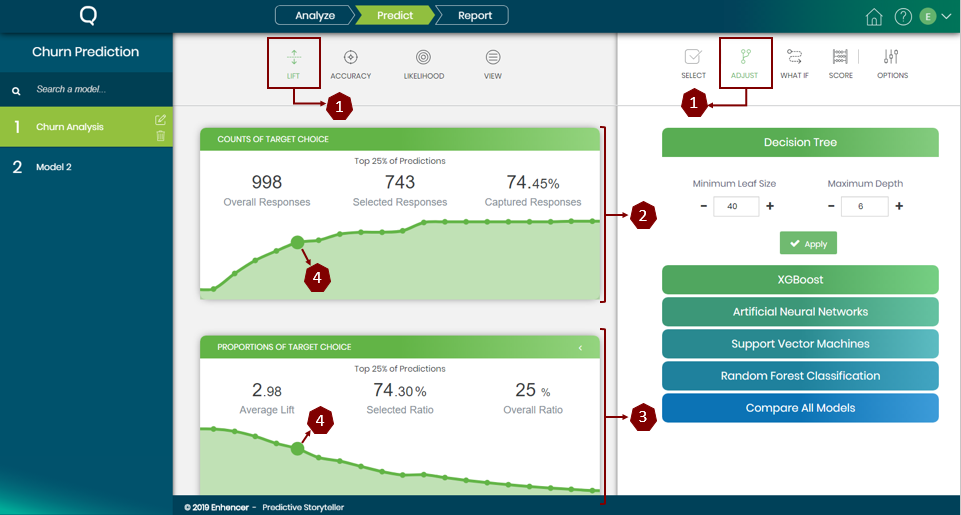 Q
Analyze
Predict
Report
?
E
Churn Prediction
Search a model...
1
Churn Analysis
2
Model 2
LIFT
ACCURACY
LIKELIHOOD
VIEW
1
SELECT
ADJUST
WHAT IF
SCORE
OPTIONS
1
COUNTS OF TARGET CHOICE
Top 25% of Predictions
998
743
74.45%
Overall Responses
Selected Responses
Captured Responses
4
2
PROPORTIONS OF TARGET CHOICE
Top 25% of Predictions
2.98
74.30%
25 %
Average Lift
Selected Ratio
Overall Ratio
4
3
Decision Tree
Minimum Leaf Size
Maximum Depth
- 40 +
- 6 +
Apply
XGBoost
Artificial Neural Networks
Support Vector Machines
Random Forest Classification
Compare All Models
© 2019 Enhencer - Predictive Storyteller